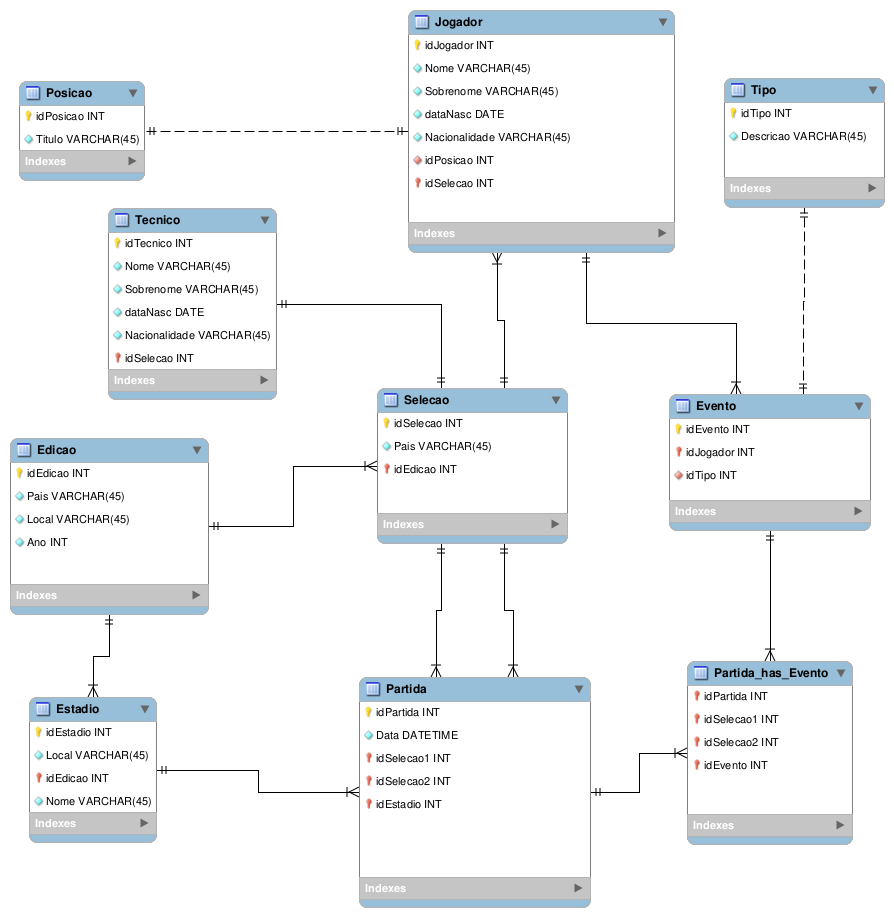 Jogador
idJogador INT
Nome VARCHAR(45)
Sobrenome VARCHAR(45)
dataNasc DATE
Nacionalidade VARCHAR(45)
idPosicao INT
idSelecao INT
Indexes
Posicao
idPosicao INT
Titulo VARCHAR(45)
Indexes
Tipo
idTipo INT
Descricao VARCHAR(45)
Indexes
Tecnico
idTecnico INT
Nome VARCHAR(45)
Sobrenome VARCHAR(45)
dataNasc DATE
Nacionalidade VARCHAR(45)
idSelecao INT
Indexes
Selecao
idSelecao INT
Pais VARCHAR(45)
idEdicao INT
Indexes
Evento
idEvento INT
idJogador INT
idTipo INT
Indexes
Edicao
idEdicao INT
Pais VARCHAR(45)
Local VARCHAR(45)
Ano INT
Indexes
Estadio
idEstadio INT
Local VARCHAR(45)
idEdicao INT
Nome VARCHAR(45)
Indexes
Partida
idPartida INT
Data DATETIME
idSelecao1 INT
idSelecao2 INT
idEstadio INT
Indexes
Partida_has_Evento
idPartida INT
idSelecao1 INT
idSelecao2 INT
idEvento INT
Indexes